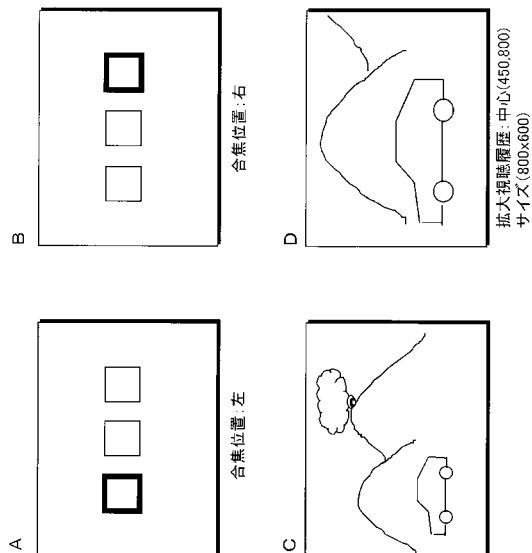 A
合焦位置:左
B
合焦位置:右
C
D
拡大視聴履歴:中心(450,800)
サイズ(800x600)